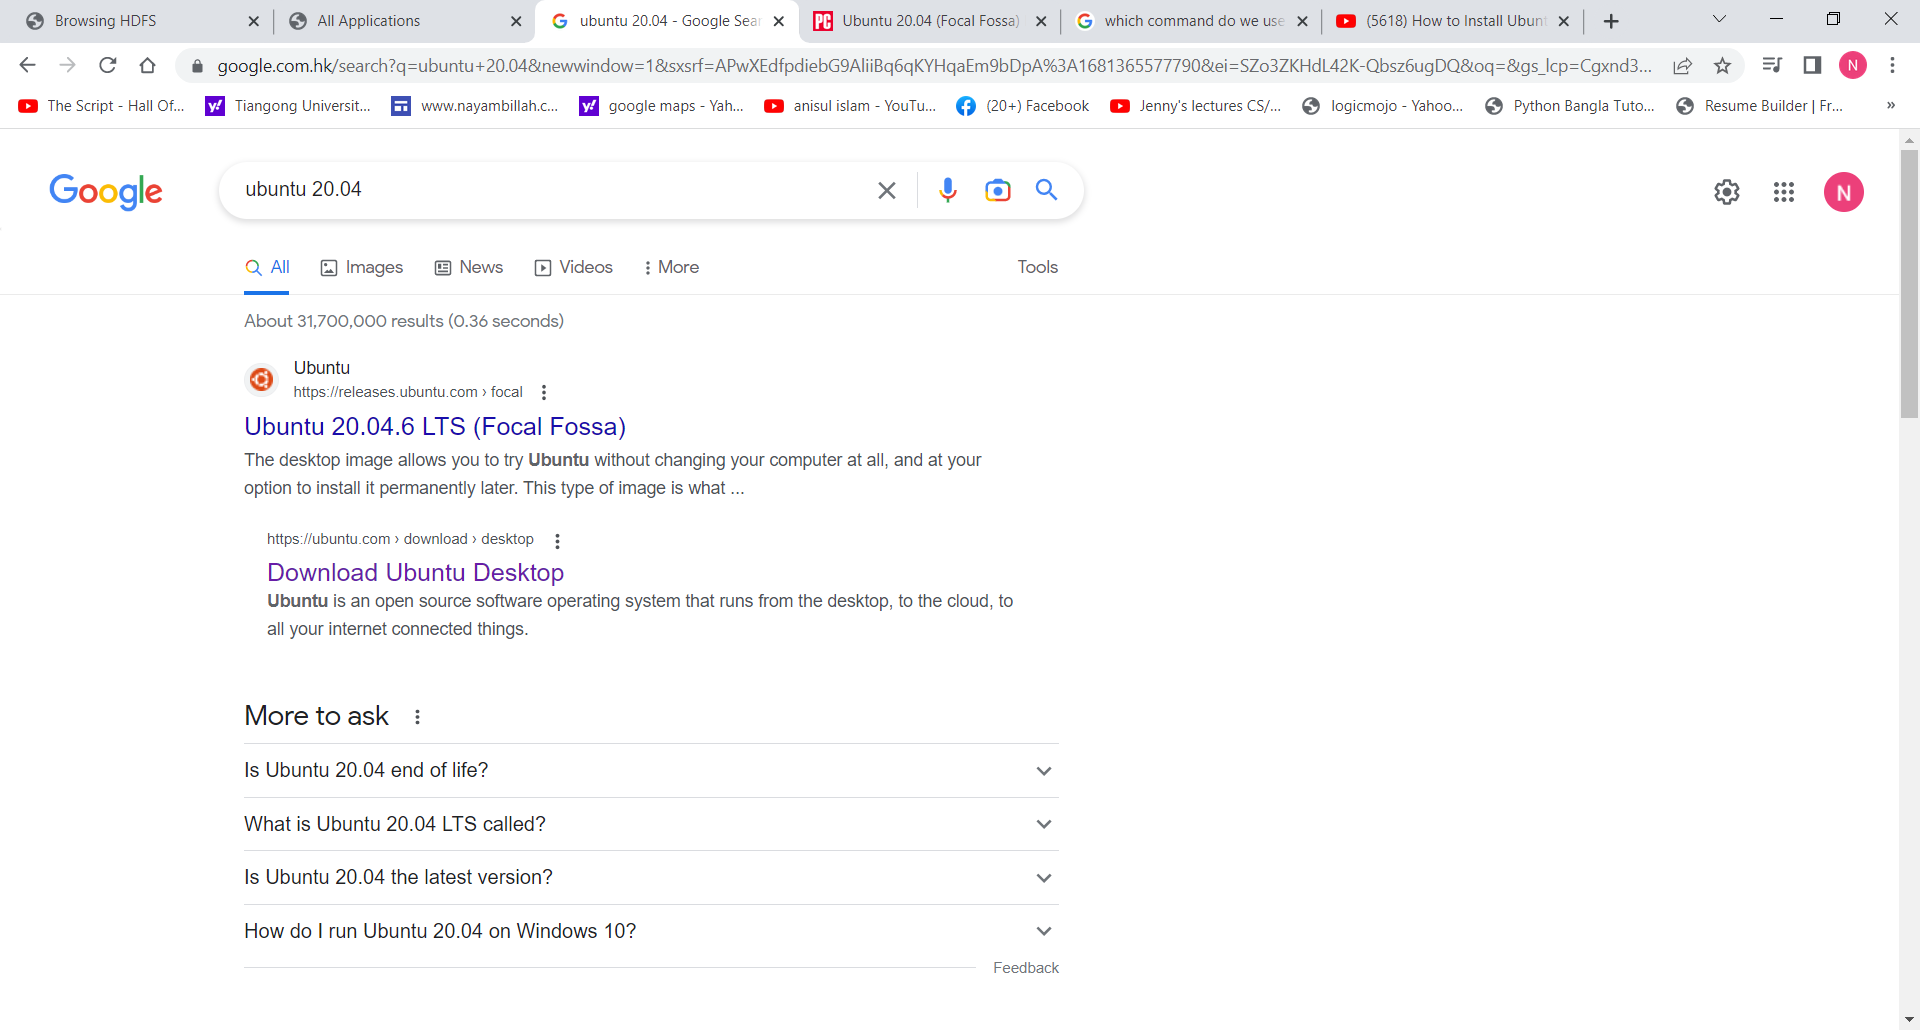 Browsing HDFS
All Applications
ubuntu 20.04 - Google Sear
PC Ubuntu 20.04 (Focal Fossa)
which command do we use
(5618) How to Install Ubunt
google.com.hk/search?q=ubuntu+20.04&newwindow=1&sxsrf=APwXEdfpdiebG9AliiBq6qKYHqaEm9bDpA%3A1681365577790&ei=SZo3ZKHdL42K-Qbsz6ugDQ&oq=&gs_lcp=Cgxnd3...
N
The Script - Hall Of...
y! Tiangong Universit...
www.nayambillah.c...
y! google maps - Yah...
anisul islam - YouTu...
(20+) Facebook
Jenny's lectures CS/...
logicmojo - Yahoo...
Python Bangla Tuto...
Resume Builder | Fr...
»
Google
ubuntu 20.04
N
All
Images
News
Videos
More
Tools
About 31,700,000 results (0.36 seconds)
Ubuntu
https://releases.ubuntu.com › focal
Ubuntu 20.04.6 LTS (Focal Fossa)
The desktop image allows you to try Ubuntu without changing your computer at all, and at your
option to install it permanently later. This type of image is what ...
https://ubuntu.com › download › desktop
Download Ubuntu Desktop
Ubuntu is an open source software operating system that runs from the desktop, to the cloud, to
all your internet connected things.
More to ask
Is Ubuntu 20.04 end of life?
What is Ubuntu 20.04 LTS called?
Is Ubuntu 20.04 the latest version?
How do I run Ubuntu 20.04 on Windows 10?
Feedback